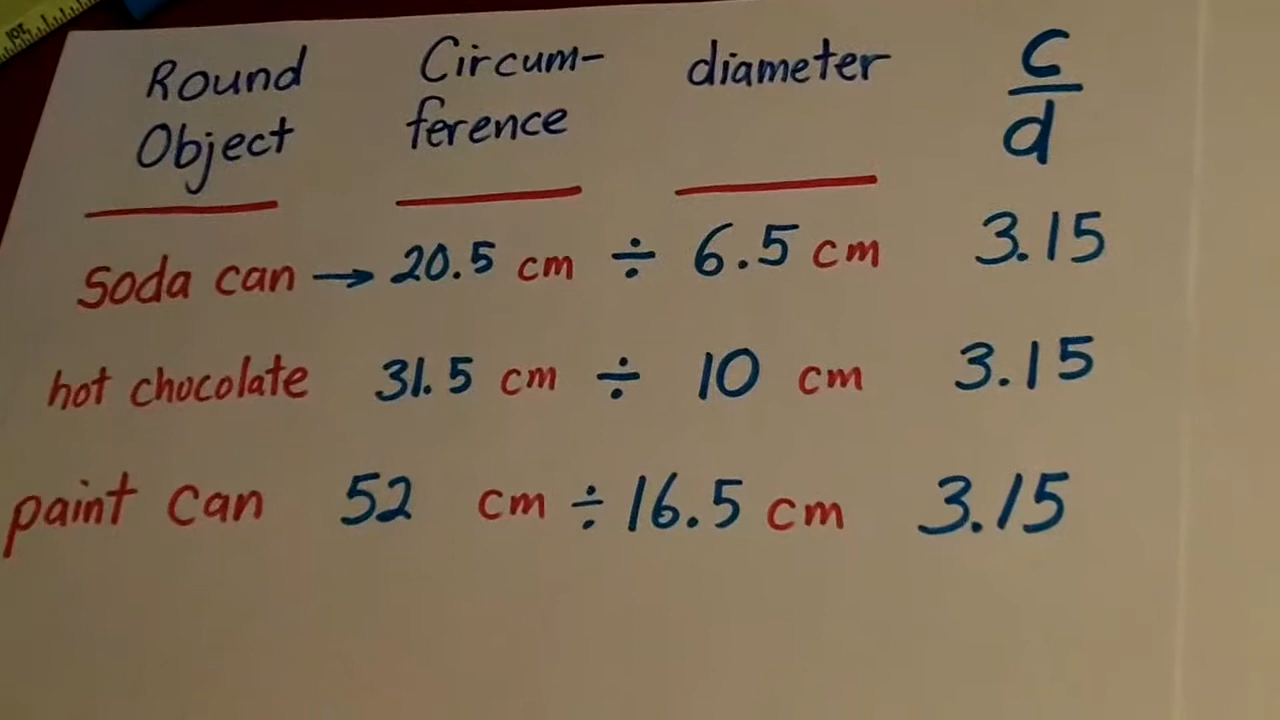 Round Circum- diameter C
Object ference d
Soda can → 20.5 cm ÷ 6.5 cm 3.15
hot chocolate 31.5 cm ÷ 10 cm 3.15
paint can 52 cm ÷ 16.5 cm 3.15